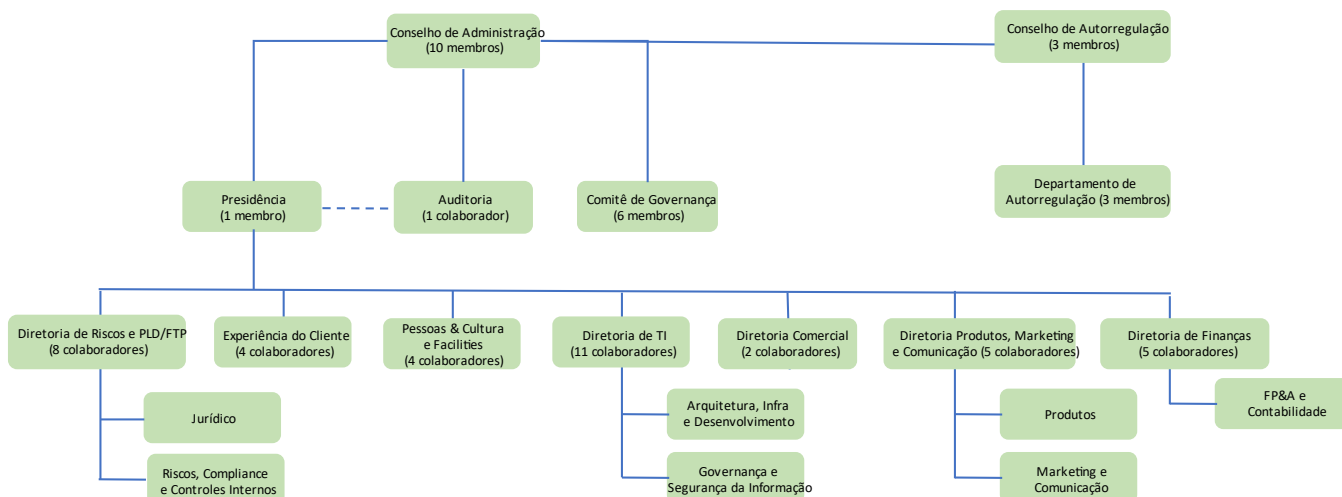 Conselho de Administração
(10 membros)
Conselho de Autorregulação
(3 membros)
Presidência
(1 membro)
Auditoria
(1 colaborador)
Comitê de Governança
(6 membros)
Departamento de
Autorregulação (3 membros)
Diretoria de Riscos e PLD/FTP
(8 colaboradores)
Experiência do Cliente
(4 colaboradores)
Pessoas & Cultura
e Facilities
(4 colaboradores)
Diretoria de TI
(11 colaboradores)
Diretoria Comercial
(2 colaboradores)
Diretoria Produtos, Marketing
e Comunicação (5 colaboradores)
Diretoria de Finanças
(5 colaboradores)
Jurídico
Riscos, Compliance
e Controles Internos
Arquitetura, Infra
e Desenvolvimento
Governança e
Segurança da Informação
Produtos
Marketing e
Comunicação
FP&A e
Contabilidade